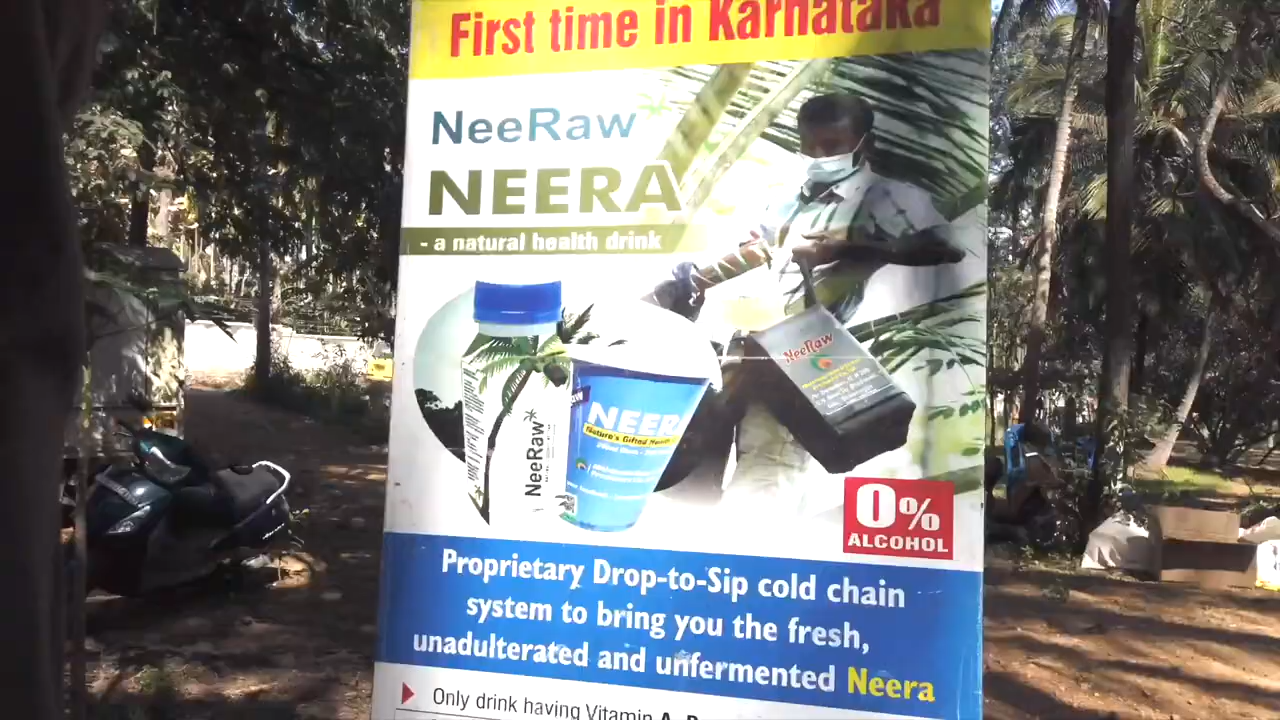 First time in Karnataka
NeeRaw
NEERA
- a natural health drink
NeeRaw
NeeRaw
NEERA
Nature's Gifted
0%
ALCOHOL
Proprietary Drop-to-Sip cold chain
system to bring you the fresh,
unadulterated and unfermented Neera
Only drink having Vitamin A,